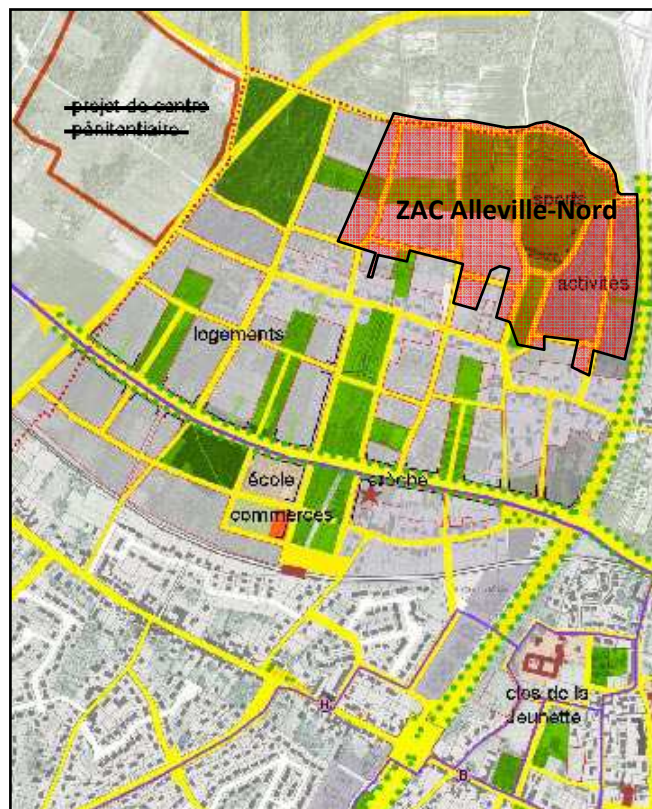 projet de centre
pénitentiaire
ZAC Alleville-Nord
sports
activités
logements
école
crèche
commerces
clos de la
Jeunette
H
B